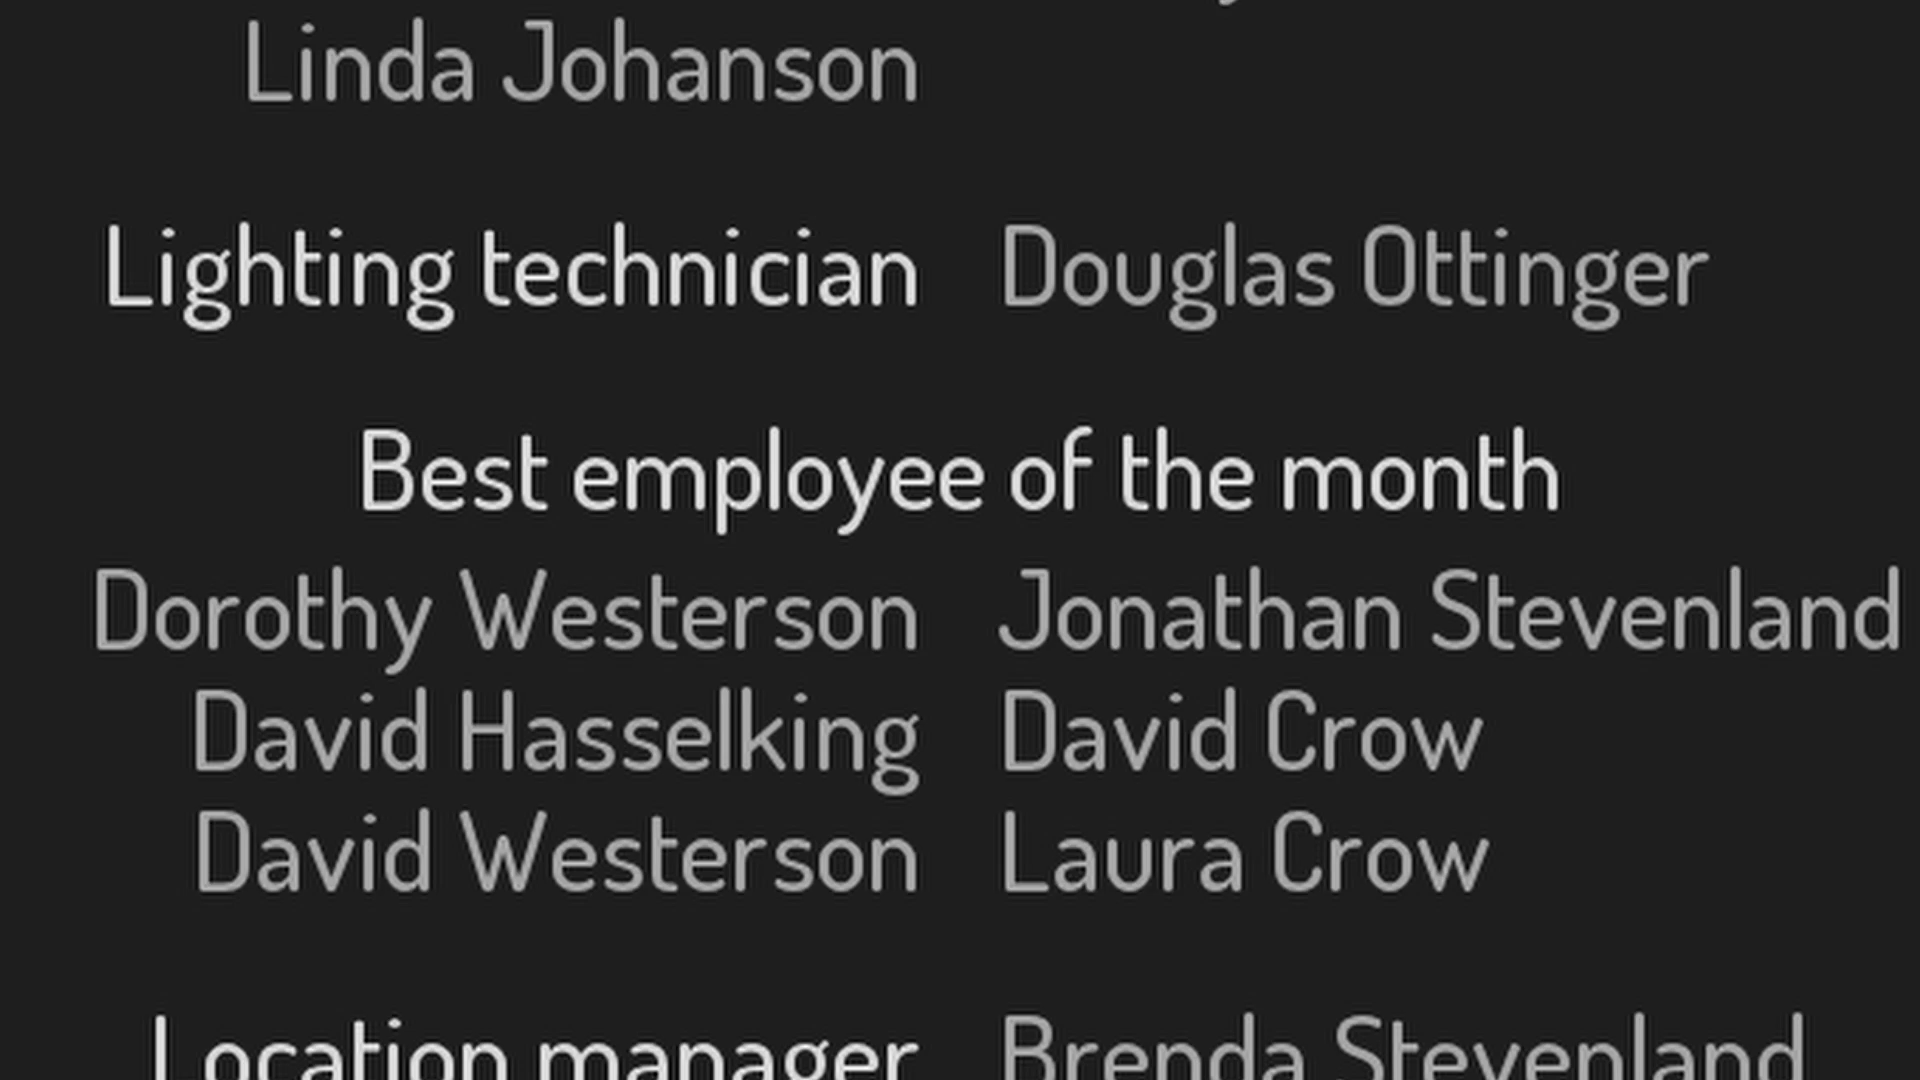 Linda Johanson
Lighting technician Douglas Ottinger
Best employee of the month
Dorothy Westerson Jonathan Stevenland
David Hasselking David Crow
David Westerson Laura Crow
Location manager Brenda Stevenland